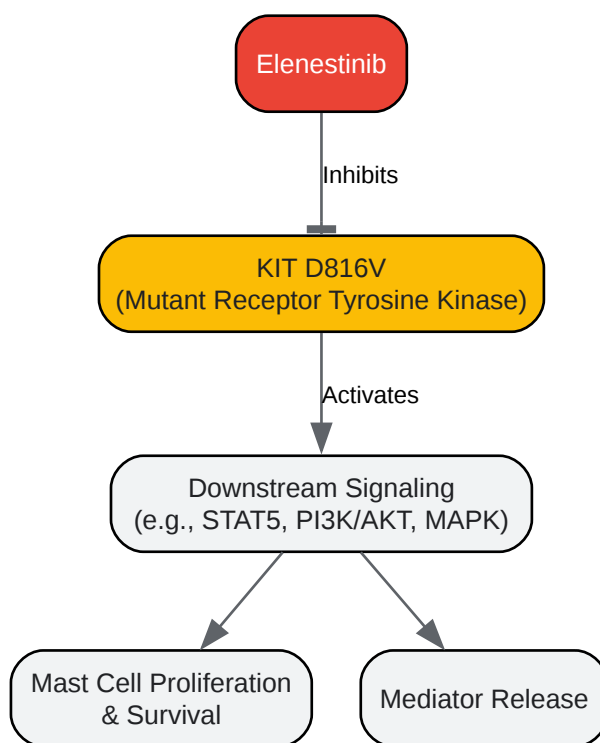 Elenestinib
Inhibits
KIT D816V
(Mutant Receptor Tyrosine Kinase)
Activates
Downstream Signaling
(e.g., STAT5, PI3K/AKT, MAPK)
Mast Cell Proliferation
& Survival
Mediator Release